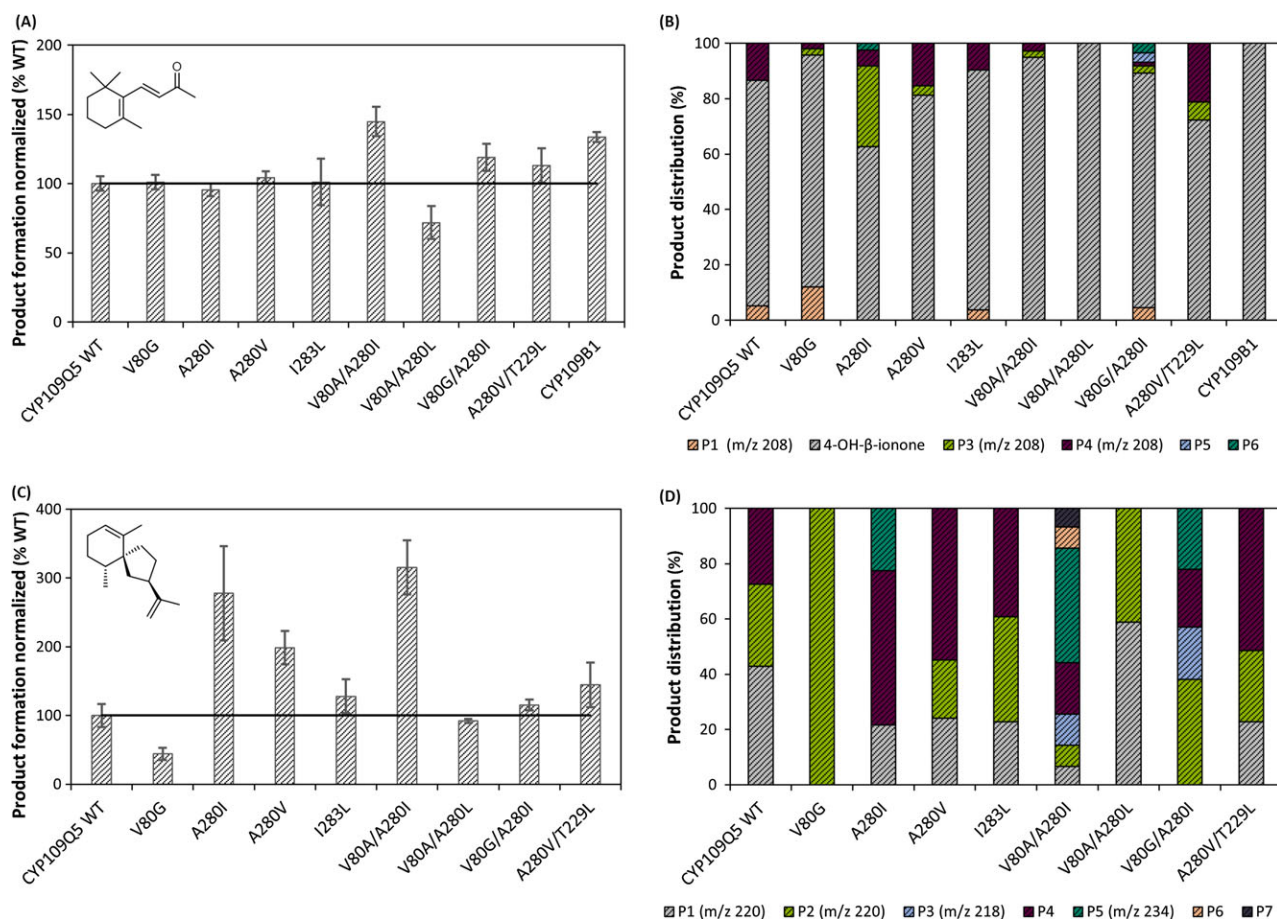 (A)
Product formation normalized (% WT)
200
150
100
50
0
O
CYP109Q5 WT
V80G
A280I
A280V
I283L
V80A/A280I
V80A/A280L
V80G/A280I
A280V/T229L
CYP109B1
(B)
Product distribution (%)
100
80
60
40
20
0
CYP109Q5 WT
V80G
A280I
A280V
I283L
V80A/A280I
V80A/A280L
V80G/A280I
A280V/T229L
CYP109B1
P1 (m/z 208) 4-OH-β-ionone P3 (m/z 208) P4 (m/z 208) P5 P6
(C)
Product formation normalized (% WT)
400
300
200
100
0
CYP109Q5 WT
V80G
A280I
A280V
I283L
V80A/A280I
V80A/A280L
V80G/A280I
A280V/T229L
(D)
Product distribution (%)
100
80
60
40
20
0
CYP109Q5 WT
V80G
A280I
A280V
I283L
V80A/A280I
V80A/A280L
V80G/A280I
A280V/T229L
P1 (m/z 220) P2 (m/z 220) P3 (m/z 218) P4 P5 (m/z 234) P6 P7